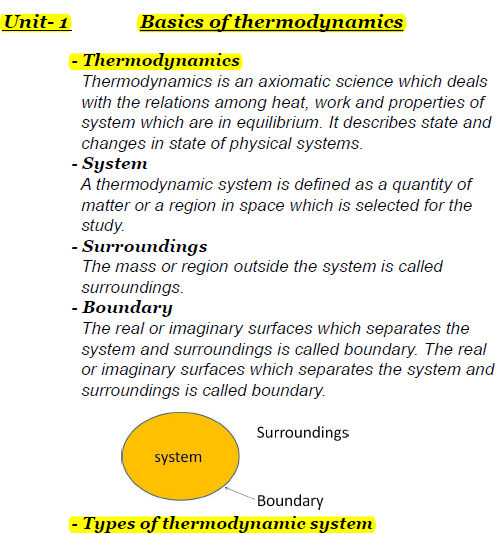 Unit- 1 Basics of thermodynamics
- Thermodynamics
Thermodynamics is an axiomatic science which deals
with the relations among heat, work and properties of
system which are in equilibrium. It describes state and
changes in state of physical systems.
- System
A thermodynamic system is defined as a quantity of
matter or a region in space which is selected for the
study.
- Surroundings
The mass or region outside the system is called
surroundings.
- Boundary
The real or imaginary surfaces which separates the
system and surroundings is called boundary. The real
or imaginary surfaces which separates the system and
surroundings is called boundary.
Surroundings
system
Boundary
- Types of thermodynamic system